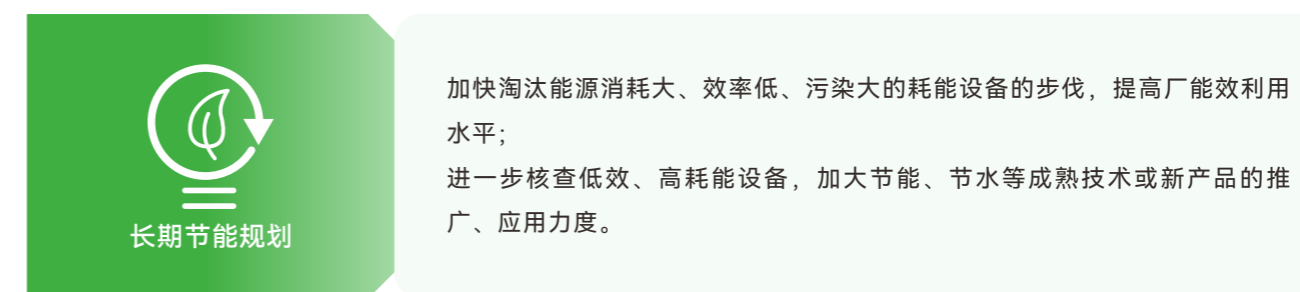 长期节能规划
加快淘汰能源消耗大、效率低、污染大的耗能设备的步伐，提高厂能效利用
水平；
进一步核查低效、高耗能设备，加大节能、节水等成熟技术或新产品的推
广、应用力度。